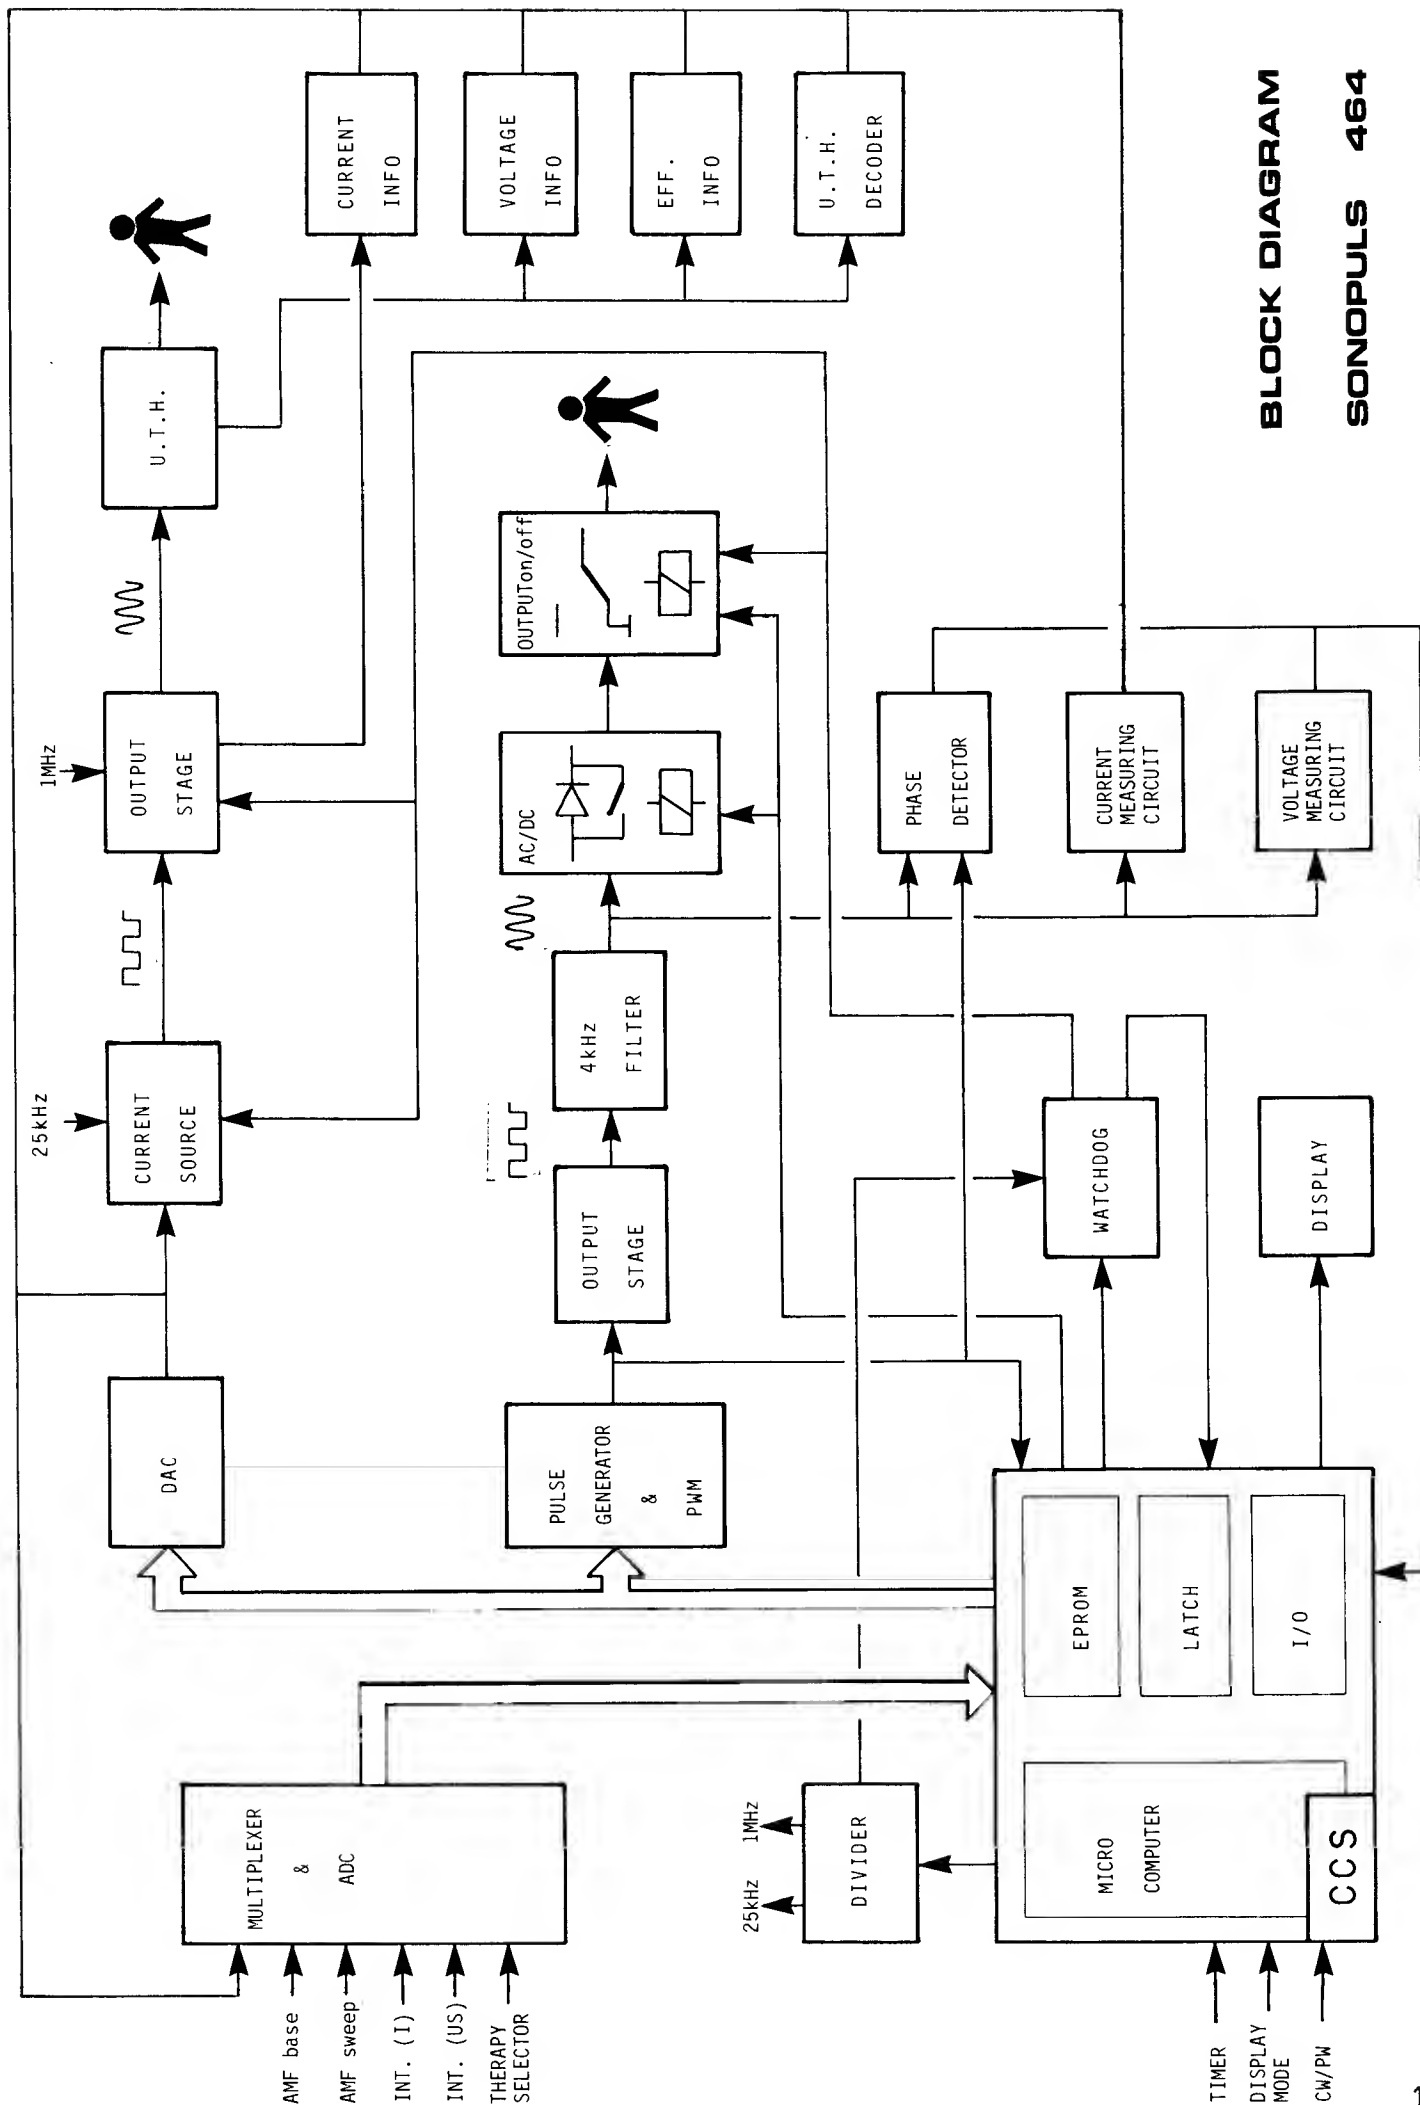 BLOCK DIAGRAM
SONOPULS 464
AMF base
AMF sweep
INT. (I)
INT. (US)
THERAPY
SELECTOR
MULTIPLEXER
&
ADC
DAC
25kHz
CURRENT
SOURCE
1MHz
OUTPUT
STAGE
U.T.H.
CURRENT
INFO
VOLTAGE
INFO
EFF.
INFO
U.T.H.
DECODER
PULSE
GENERATOR
&
PWM
OUTPUT
STAGE
4kHz
FILTER
AC/DC
OUTPUT on/off
25kHz
1MHz
DIVIDER
PHASE
DETECTOR
CURRENT
MEASURING
CIRCUIT
VOLTAGE
MEASURING
CIRCUIT
WATCHDOG
DISPLAY
MICRO
COMPUTER
EPROM
LATCH
I/O
CCS
TIMER
DISPLAY
MODE
CW/PW